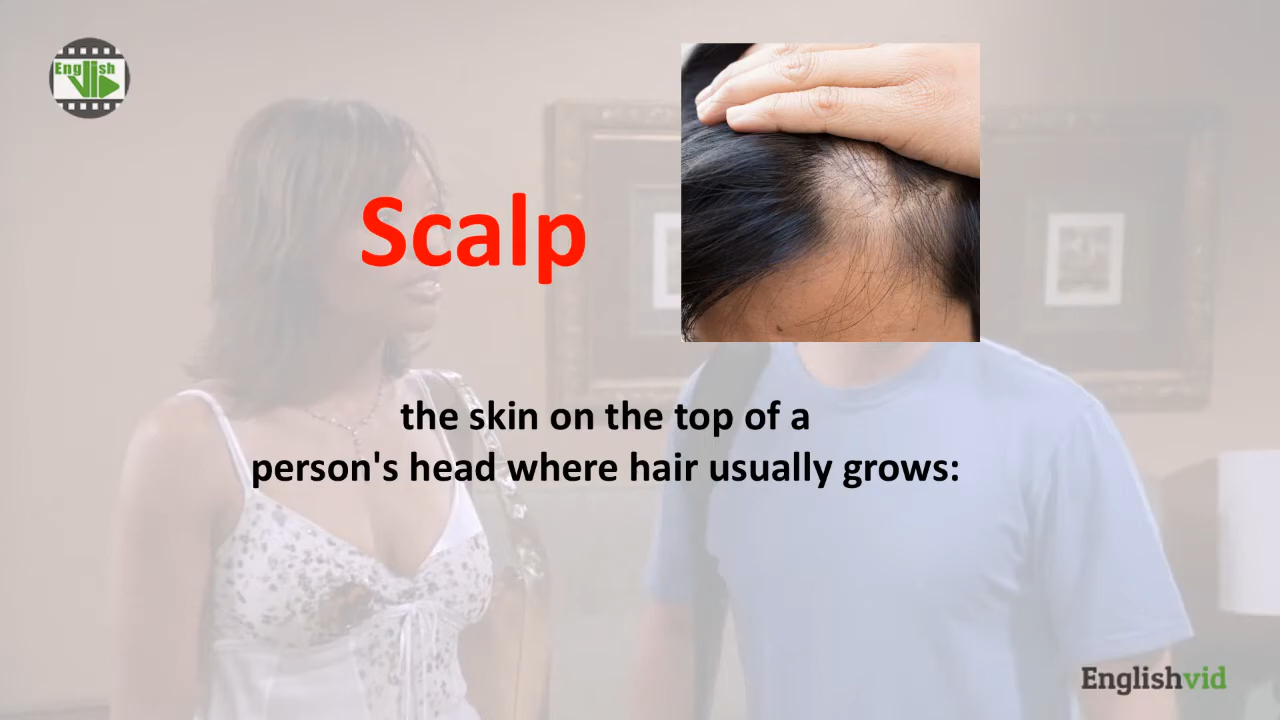 English
Scalp
the skin on the top of a
person's head where hair usually grows:
Englishvid